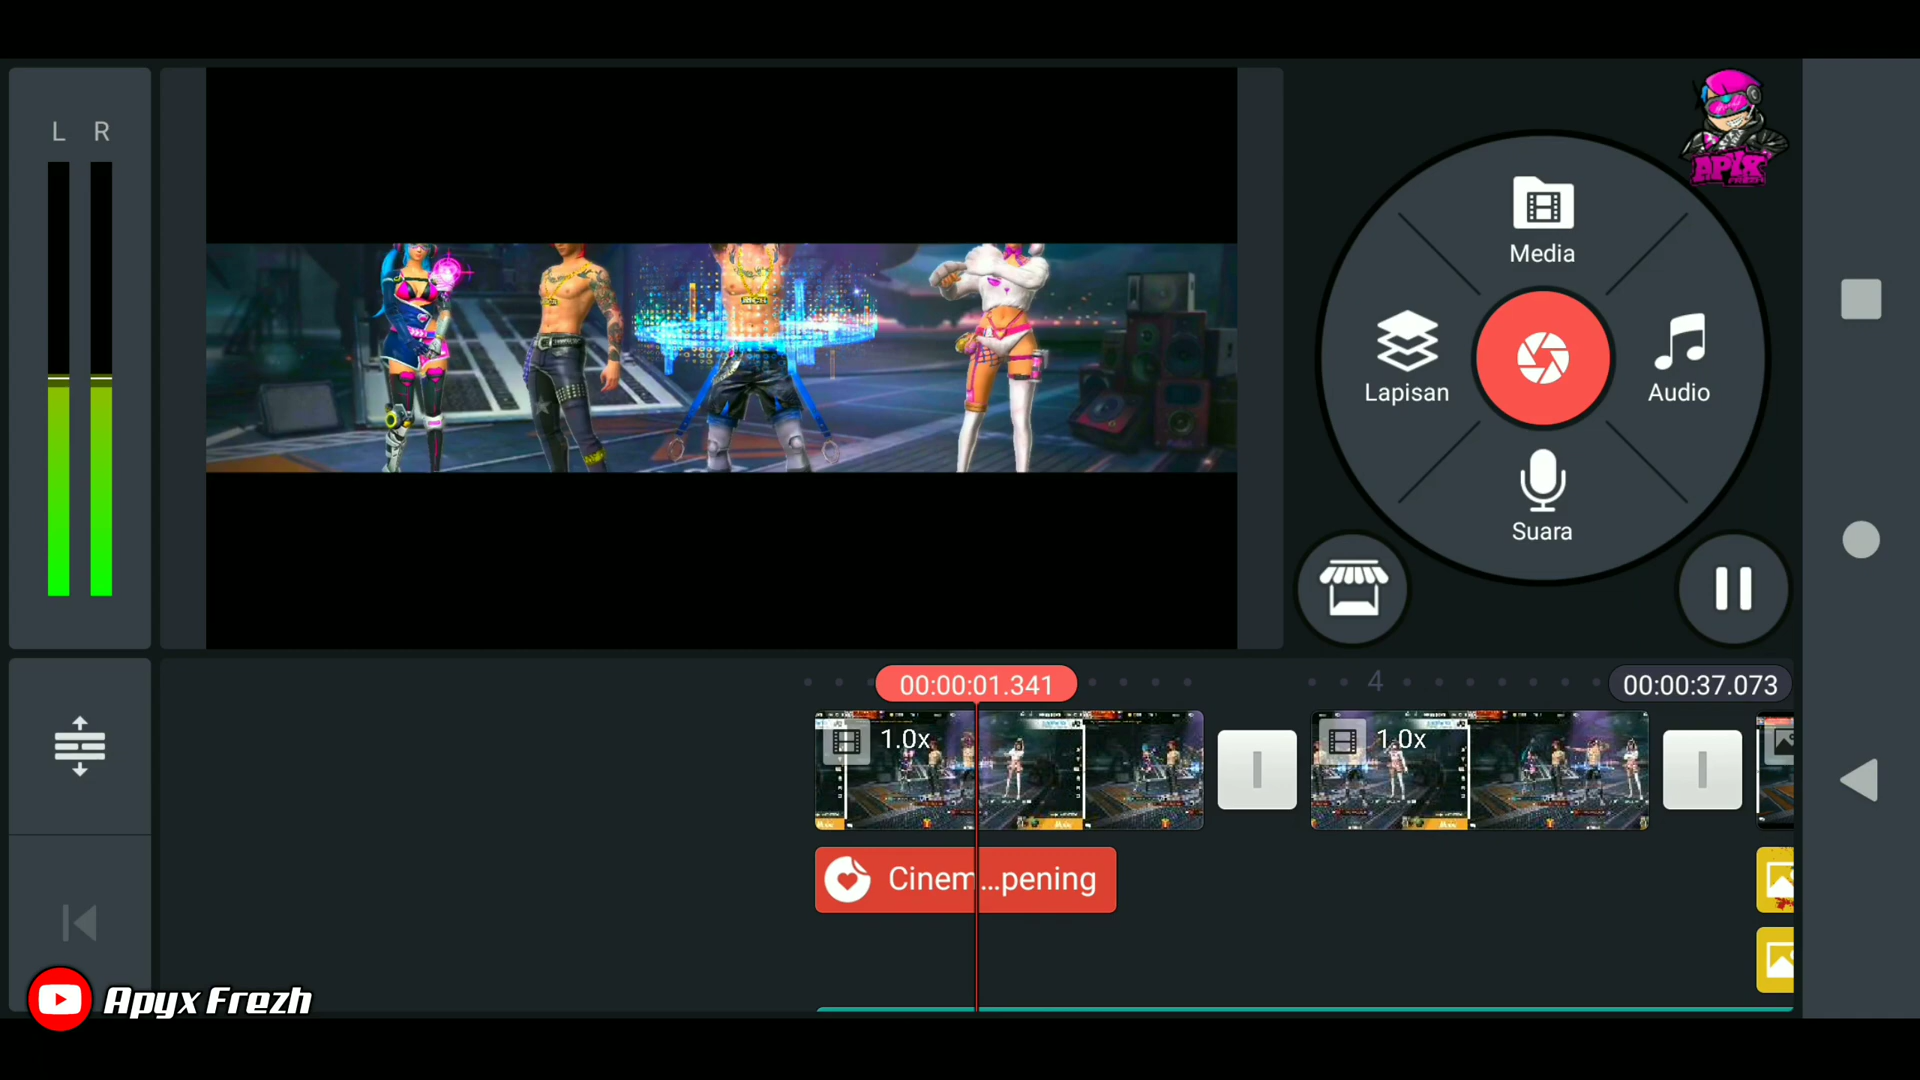 L R
Media
Lapisan
Audio
Suara
APYX
00:00:01.341
4
00:00:37.073
1.0x
1.0x
Cinem...pening
Apyx Frezh